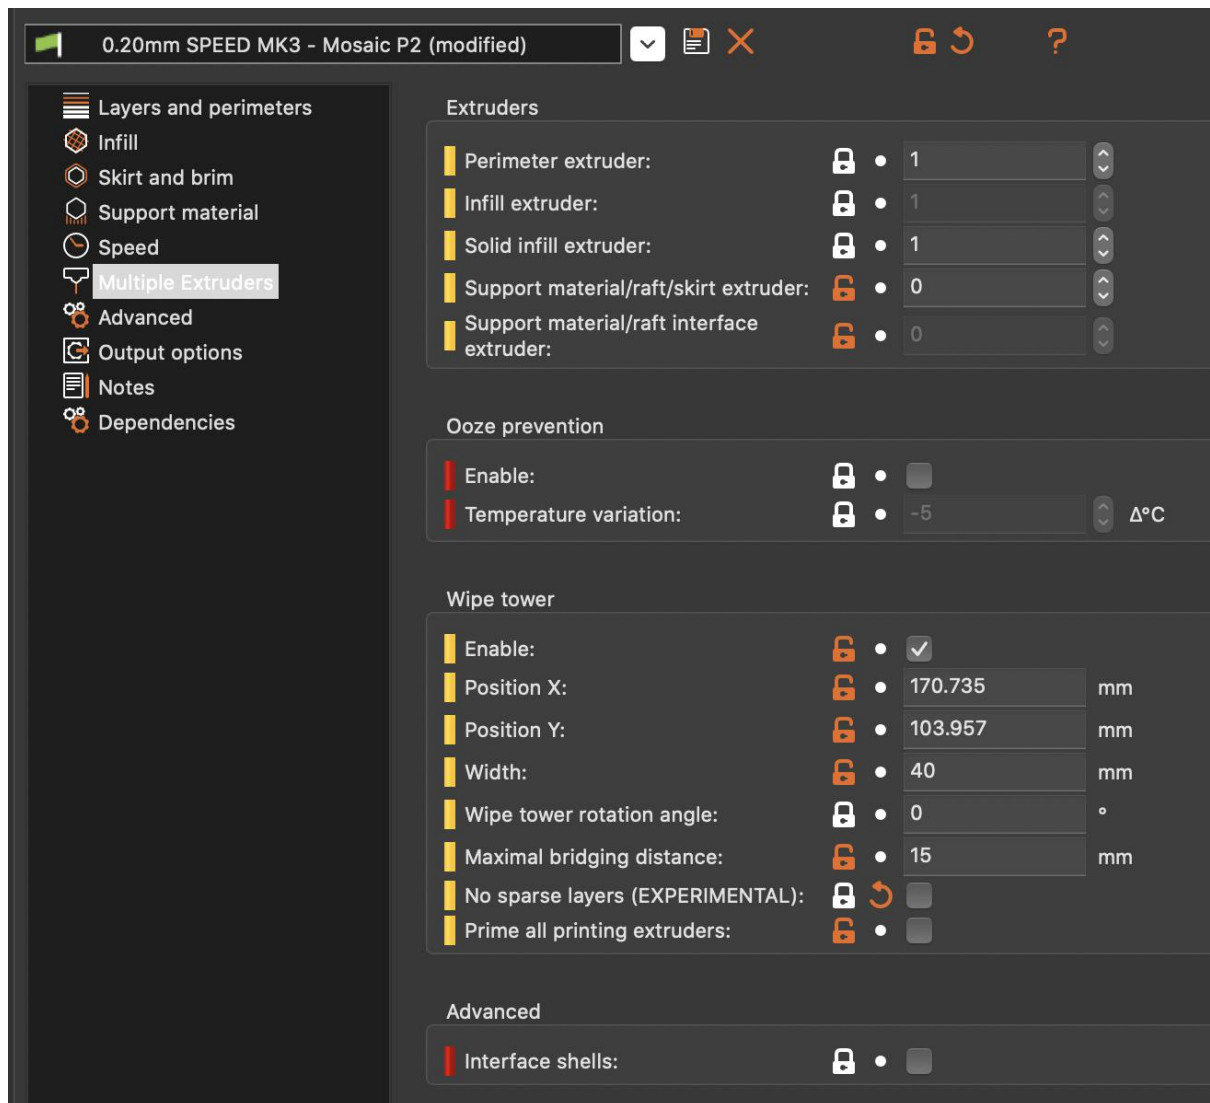 0.20mm SPEED MK3 - Mosaic P2 (modified)
?
Layers and perimeters
Infill
Skirt and brim
Support material
Speed
Multiple Extruders
Advanced
Output options
Notes
Dependencies
Extruders
Perimeter extruder: 1
Infill extruder: 1
Solid infill extruder: 1
Support material/raft/skirt extruder: 0
Support material/raft interface
extruder: 0
Ooze prevention
Enable:
Temperature variation: -5 Δ°C
Wipe tower
Enable:
Position X: 170.735 mm
Position Y: 103.957 mm
Width: 40 mm
Wipe tower rotation angle: 0 °
Maximal bridging distance: 15 mm
No sparse layers (EXPERIMENTAL):
Prime all printing extruders:
Advanced
Interface shells: